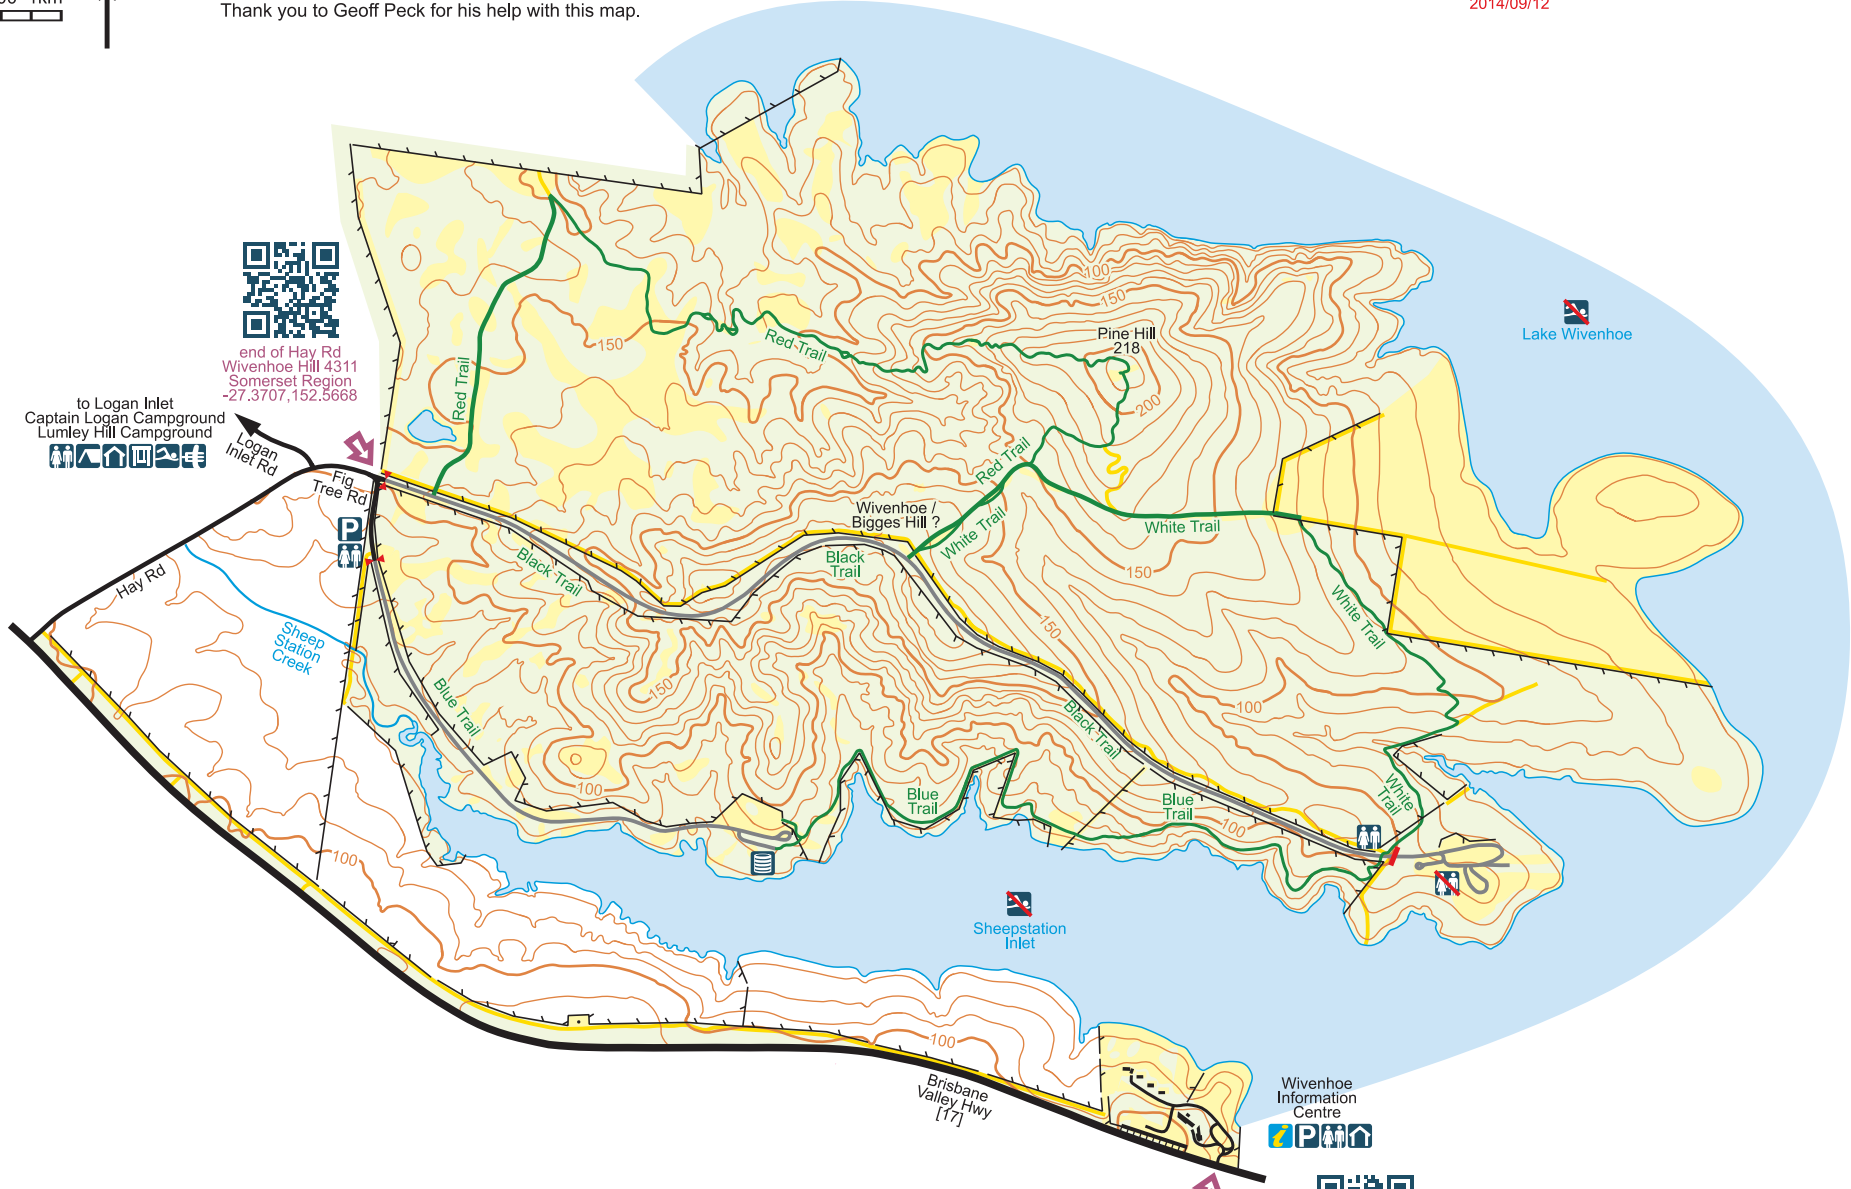 1km
Thank you to Geoff Peck for his help with this map.
2014/09/12
end of Hay Rd
Wivenhoe Hill 4311
Somerset Region
-27.3707,152.5668
to Logan Inlet
Captain Logan Campground
Lumley Hill Campground
Logan
Inlet Rd
Fig
Tree Rd
P
Hay Rd
Sheep
Station
Creek
Red Trail
150
Red Trail
100
150
Pine Hill
218
200
Lake Wivenhoe
Red Trail
Wivenhoe /
Bigges Hill ?
White Trail
White Trail
Black Trail
Black
Trail
150
150
White Trail
150
Blue Trail
100
Black Trail
100
Blue
Trail
Blue
Trail
100
White
Trail
100
Sheepstation
Inlet
100
Brisbane
Valley Hwy
[17]
Wivenhoe
Information
Centre
i P